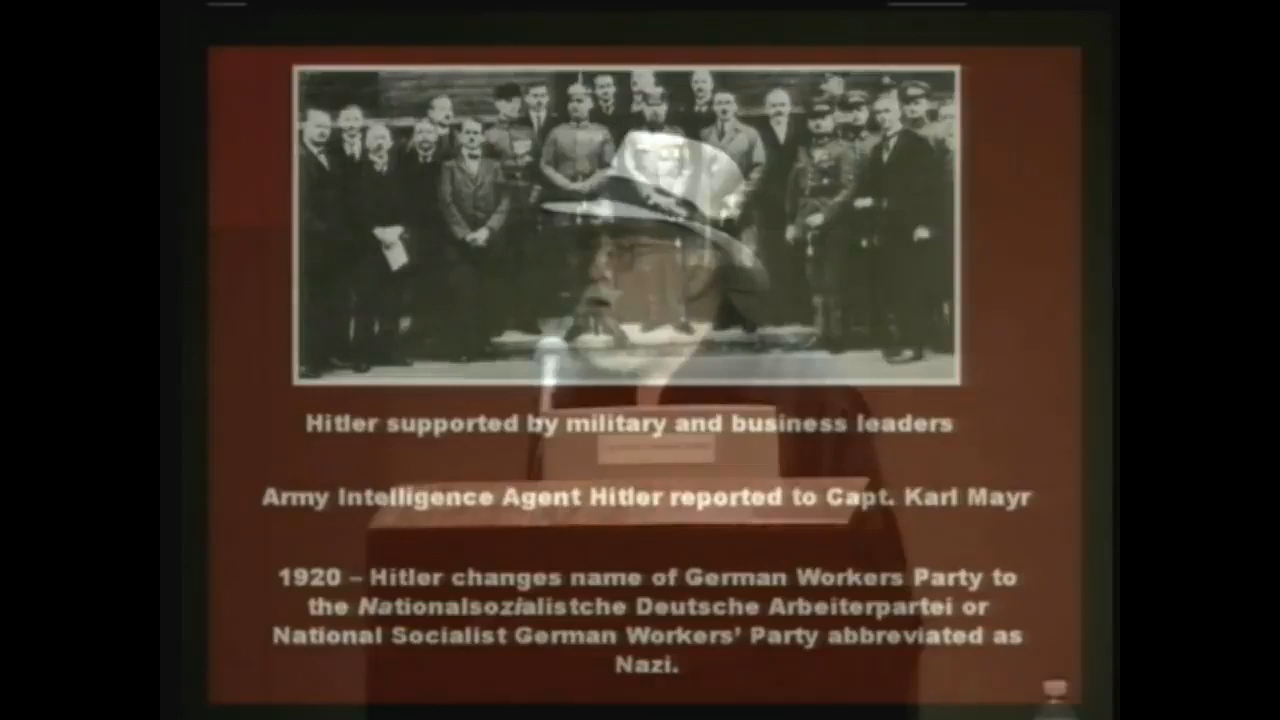 Hitler supported by military and business leaders
Army Intelligence Agent Hitler reported to Capt. Karl Mayr
1920 – Hitler changes name of German Workers Party to
the Nationalsozialistche Deutsche Arbeiterpartei or
National Socialist German Workers’ Party abbreviated as
Nazi.